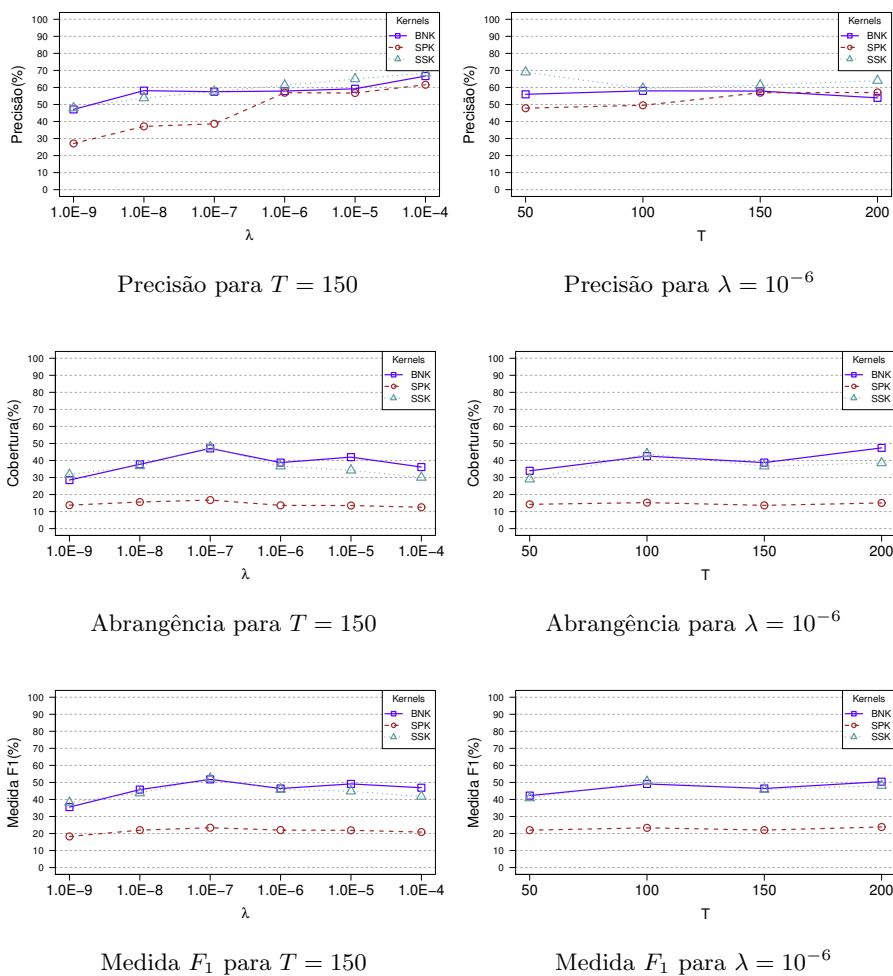 Kernels
BNK
SPK
SSK
Precisão(%)
100
90
80
70
60
50
40
30
20
10
0
1.0E-9 1.0E-8 1.0E-7 1.0E-6 1.0E-5 1.0E-4
λ
Precisão para T = 150
Kernels
BNK
SPK
SSK
Precisão(%)
100
90
80
70
60
50
40
30
20
10
0
50 100 150 200
T
Precisão para λ = 10⁻⁶
Kernels
BNK
SPK
SSK
Cobertura(%)
100
90
80
70
60
50
40
30
20
10
0
1.0E-9 1.0E-8 1.0E-7 1.0E-6 1.0E-5 1.0E-4
λ
Abrangência para T = 150
Kernels
BNK
SPK
SSK
Cobertura(%)
100
90
80
70
60
50
40
30
20
10
0
50 100 150 200
T
Abrangência para λ = 10⁻⁶
Kernels
BNK
SPK
SSK
Medida F1(%)
100
90
80
70
60
50
40
30
20
10
0
1.0E-9 1.0E-8 1.0E-7 1.0E-6 1.0E-5 1.0E-4
λ
Medida F₁ para T = 150
Kernels
BNK
SPK
SSK
Medida F1(%)
100
90
80
70
60
50
40
30
20
10
0
50 100 150 200
T
Medida F₁ para λ = 10⁻⁶